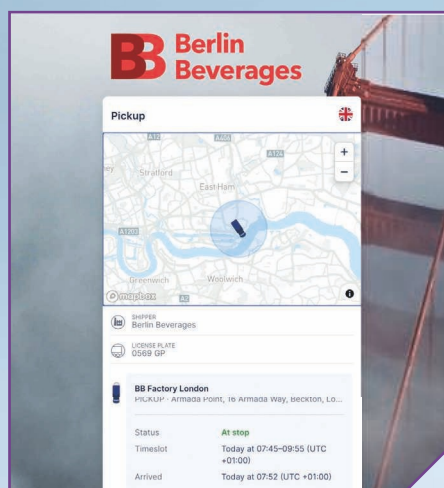 BB Berlin
Beverages
Pickup
A12
A406
A124
Stratford
East Ham
+
−
A1203
Greenwich
Woolwich
mapbox
A2
SHIPPER
Berlin Beverages
LICENSE PLATE
0569 GP
BB Factory London
PICKUP · Armada Point, 16 Armada Way, Beckton, Lo...
Status
At stop
Timeslot
Today at 07:45–09:55 (UTC
+01:00)
Arrived
Today at 07:52 (UTC +01:00)